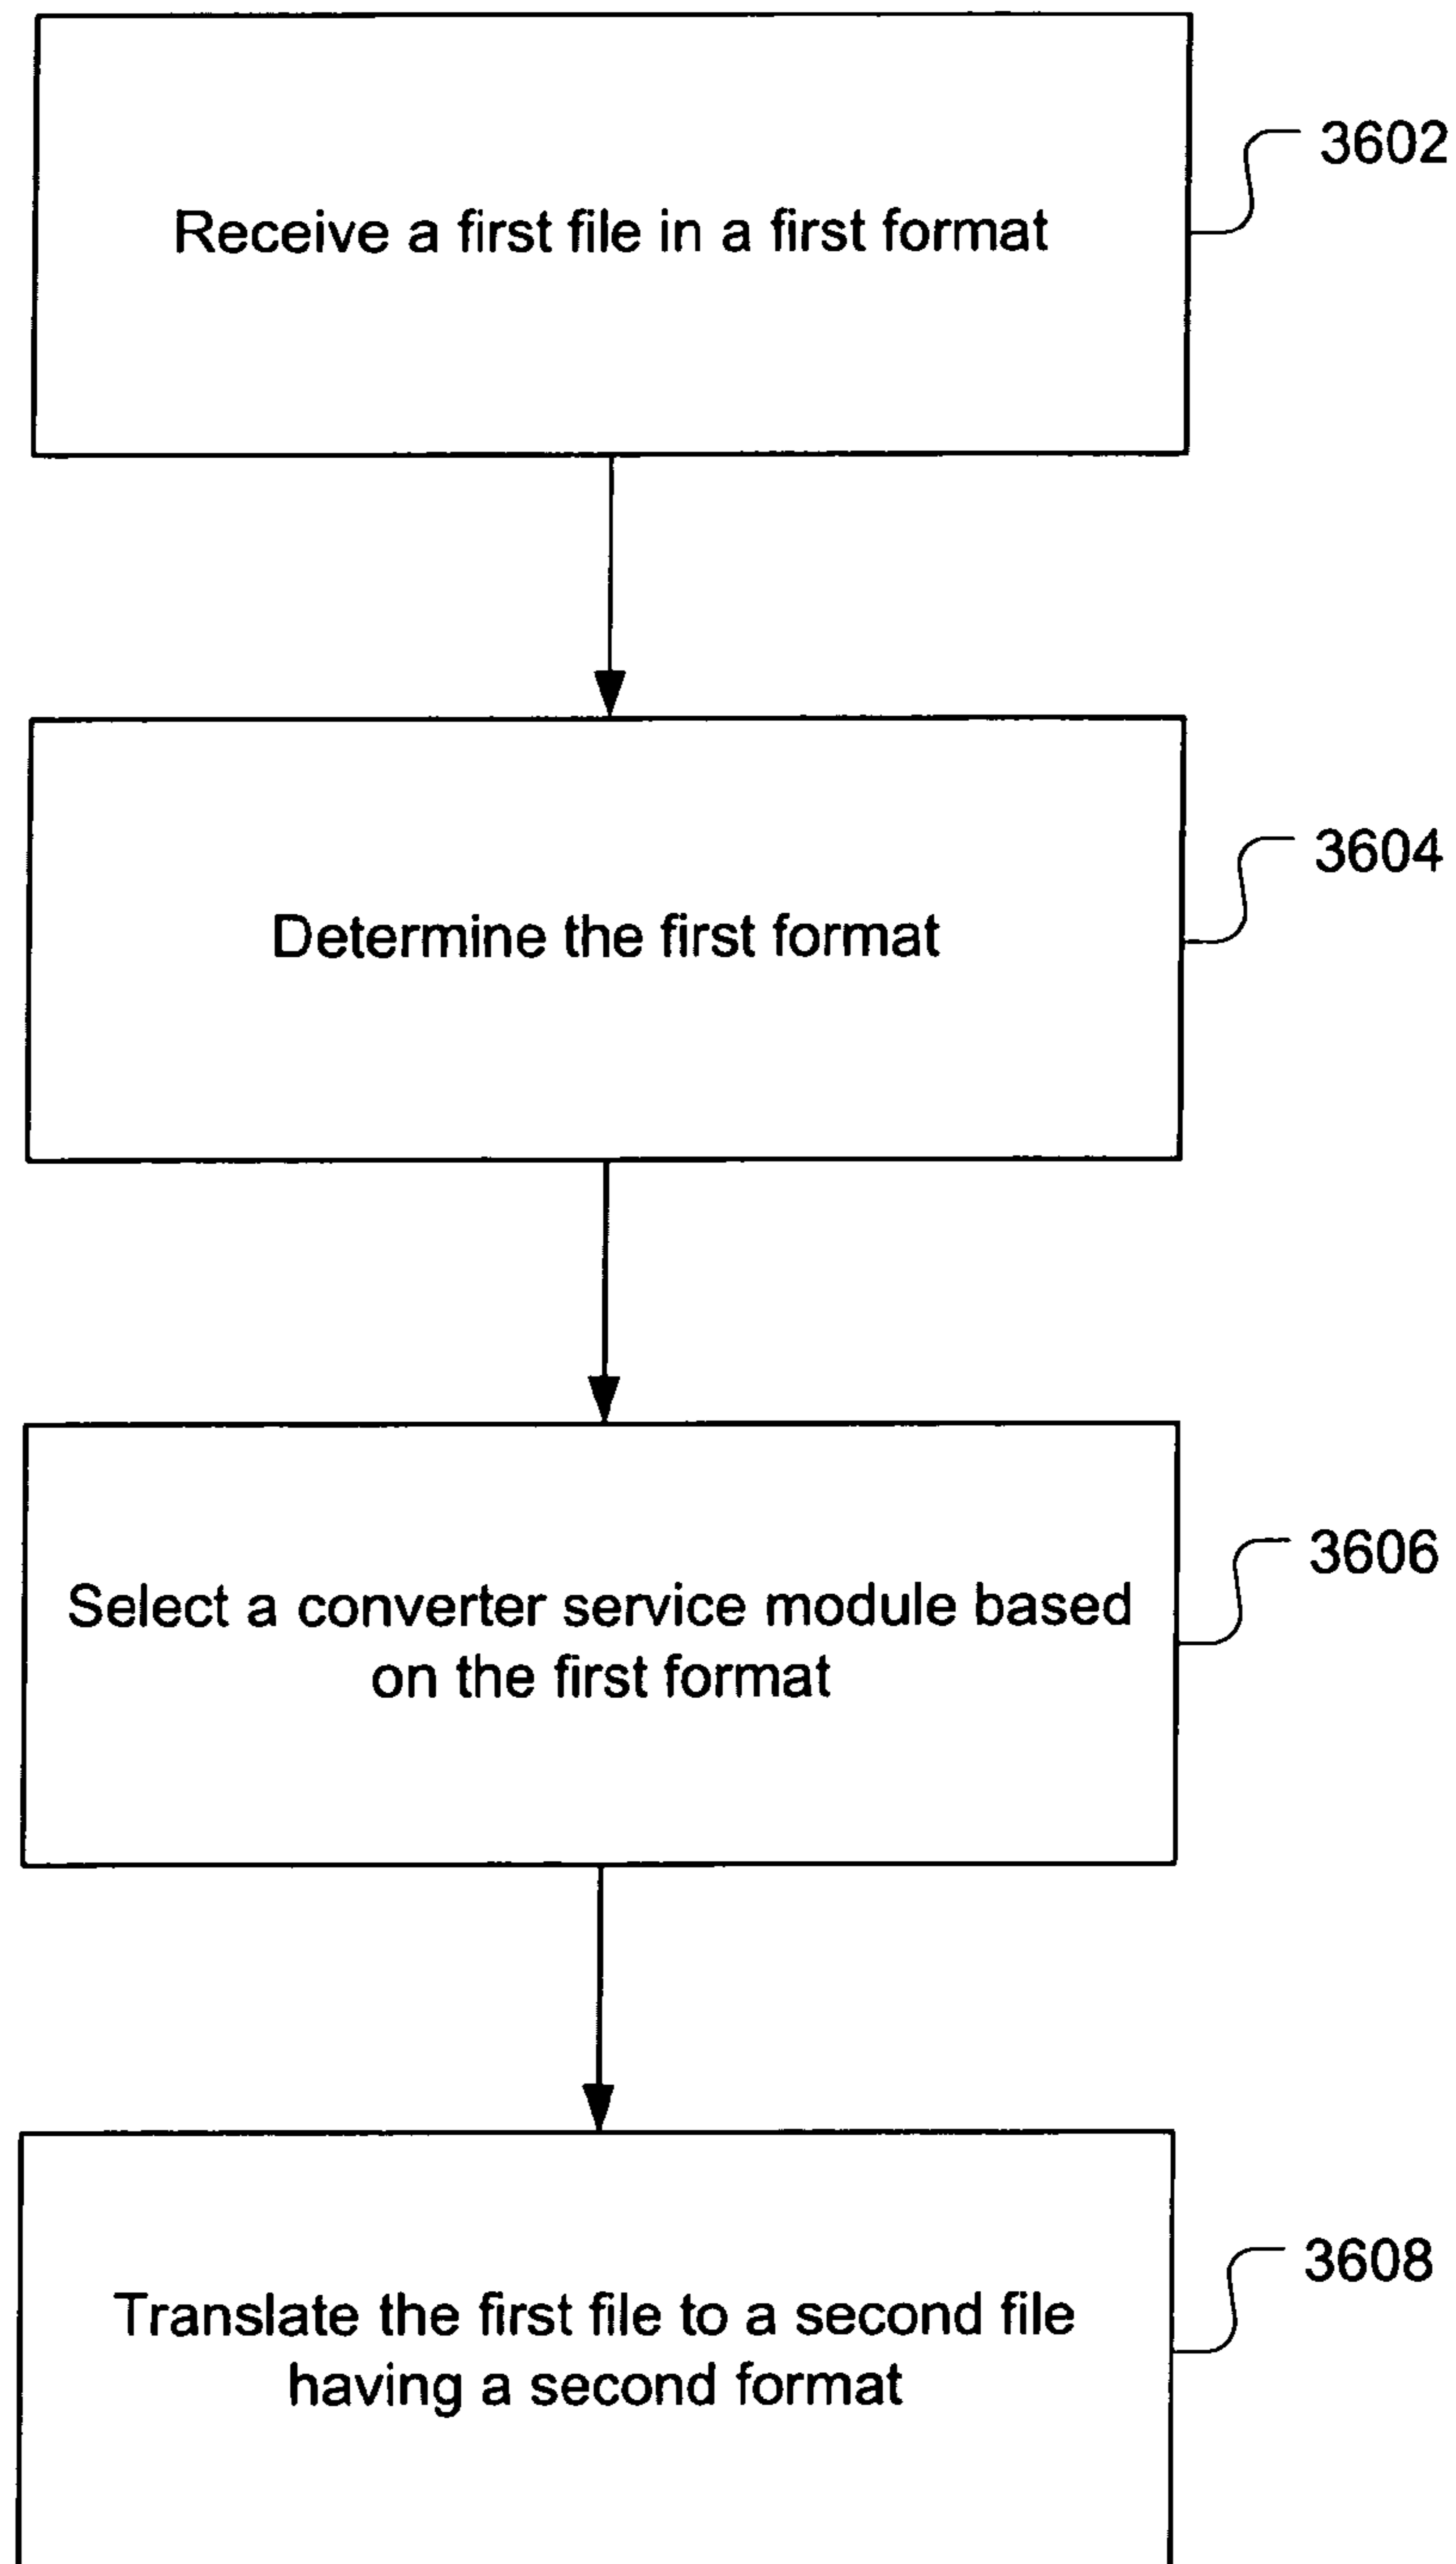 3602
Receive a first file in a first format
3604
Determine the first format
3606
Select a converter service module based
on the first format
3608
Translate the first file to a second file
having a second format